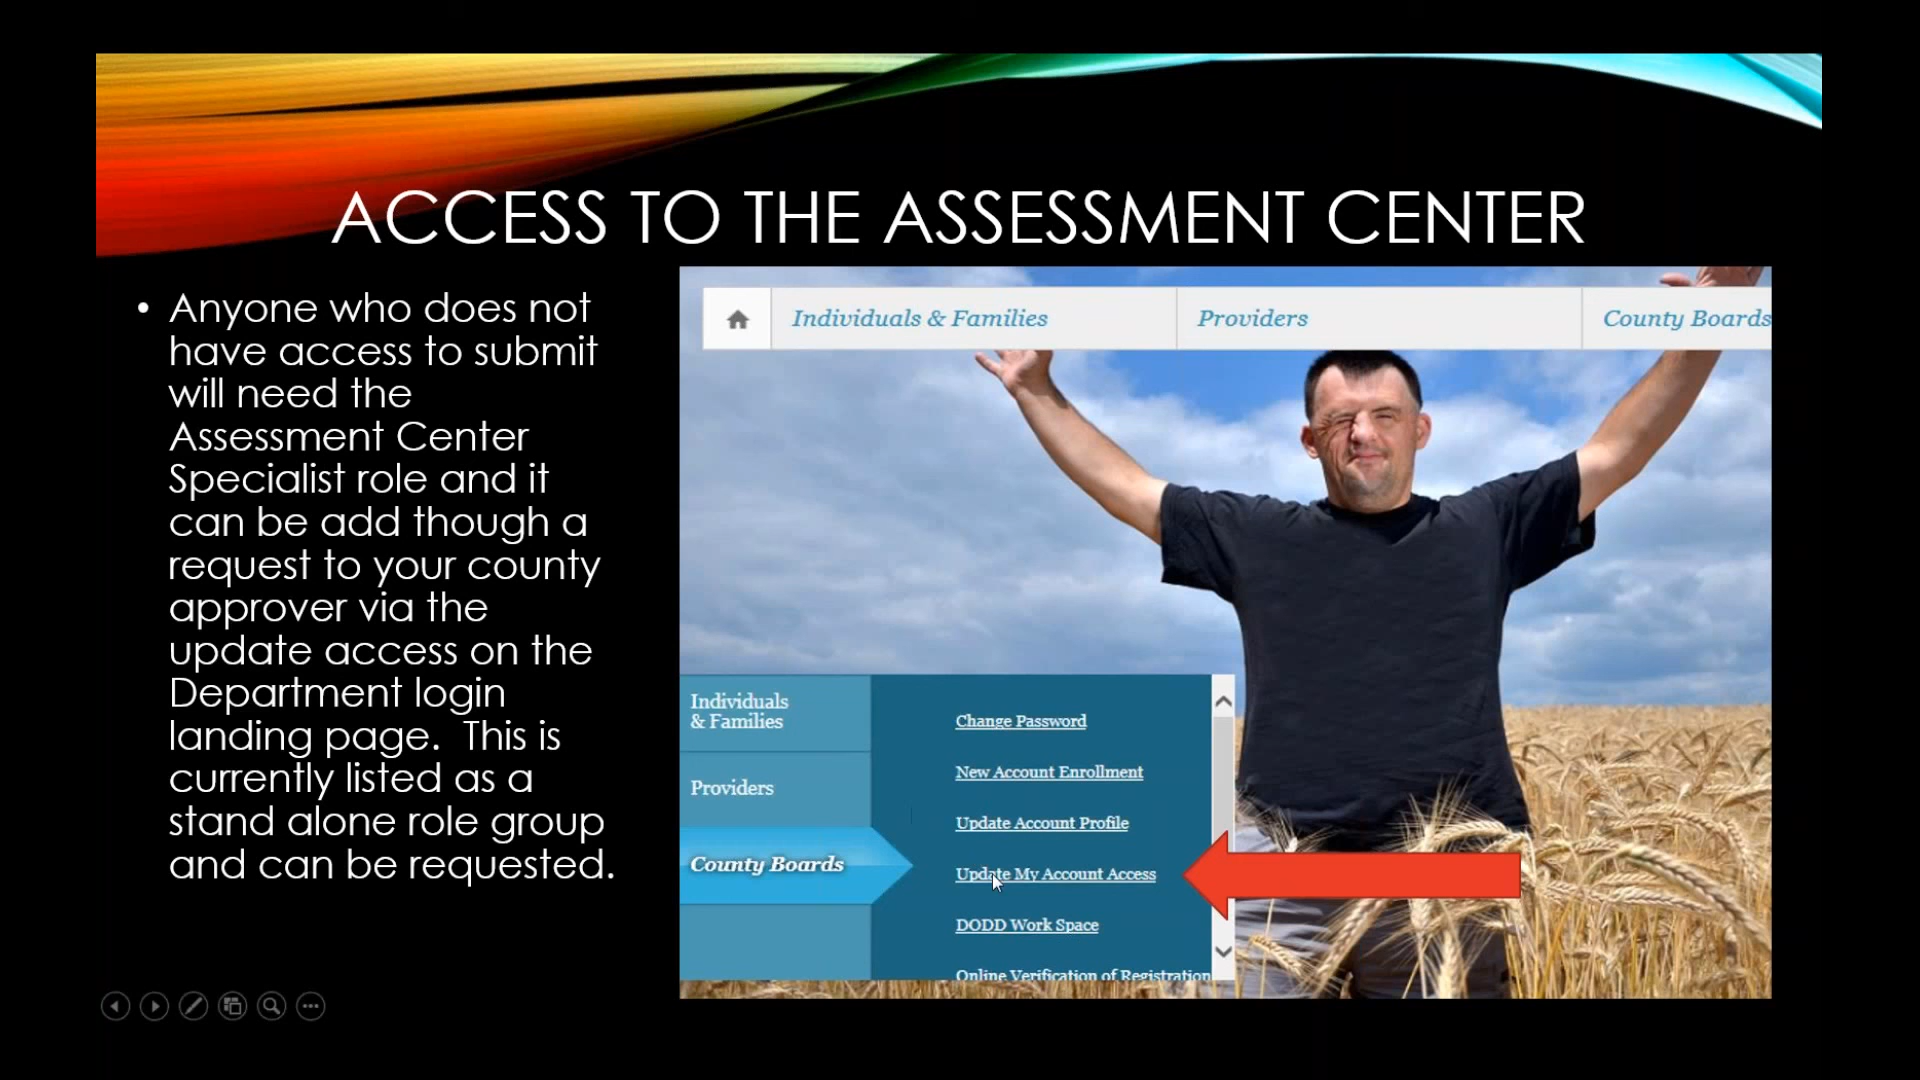 ACCESS TO THE ASSESSMENT CENTER
• Anyone who does not
have access to submit
will need the
Assessment Center
Specialist role and it
can be add though a
request to your county
approver via the
update access on the
Department login
landing page.  This is
currently listed as a
stand alone role group
and can be requested.
Individuals & Families
Providers
County Boards
Individuals
& Families
Providers
County Boards
Change Password
New Account Enrollment
Update Account Profile
Update My Account Access
DODD Work Space
Online Verification of Registration